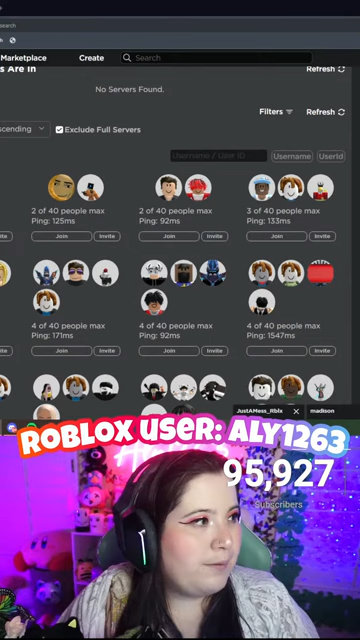 search
Marketplace Create Search
s Are In Refresh
No Servers Found.
Filters Refresh
scending Exclude Full Servers
Username / User ID Username UserId
2 of 40 people max 2 of 40 people max 3 of 40 people max
Ping: 125ms Ping: 92ms Ping: 133ms
Join Invite Join Invite Join Invite
4 of 40 people max 4 of 40 people max 4 of 40 people max
Ping: 171ms Ping: 92ms Ping: 1547ms
Join Invite Join Invite Join Invite
JustAMess_Rblx madison
ROBLOX USER: ALY1263
95,927
Subscribers